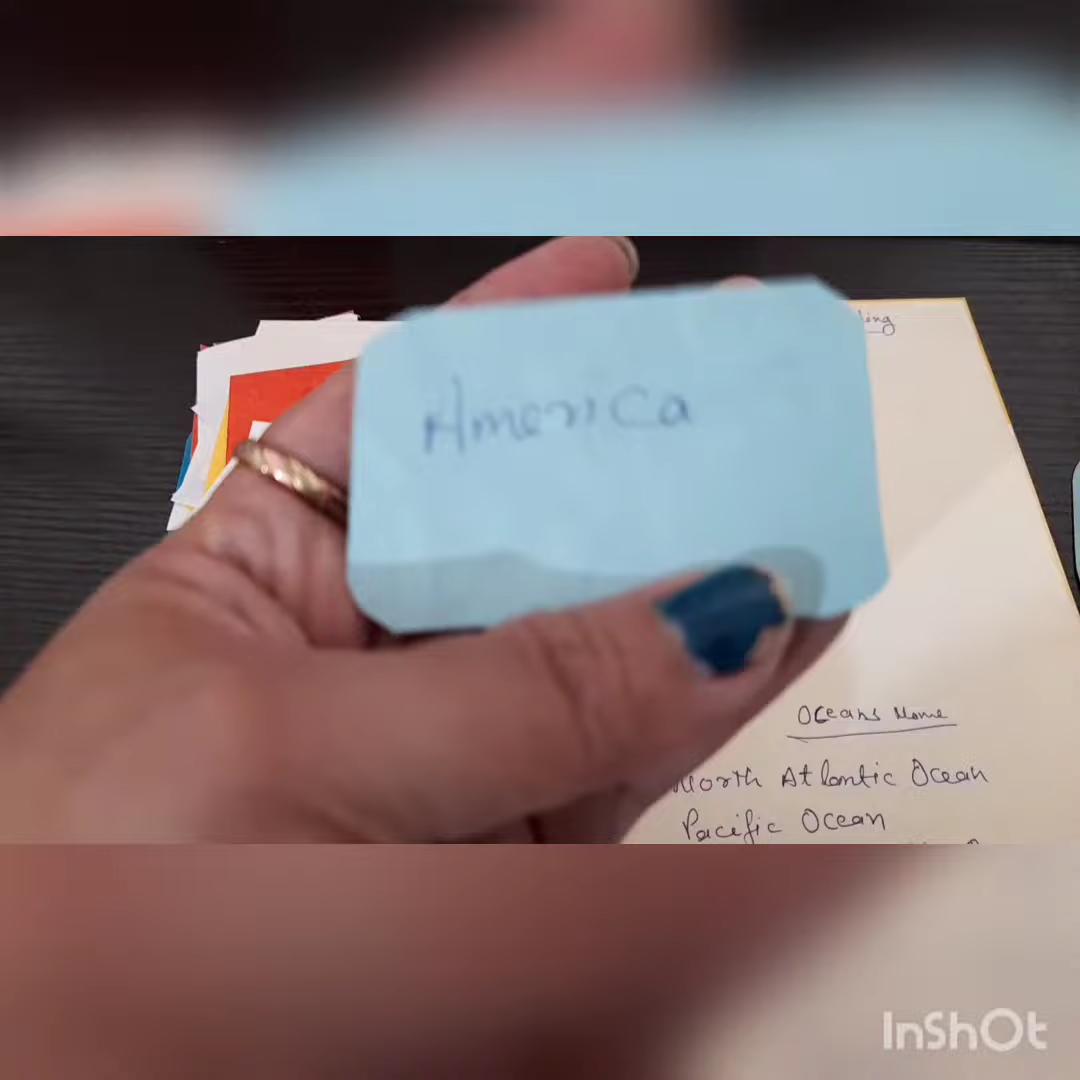 America
Oceans Name
North Atlantic Ocean
Pacific Ocean
InShOt